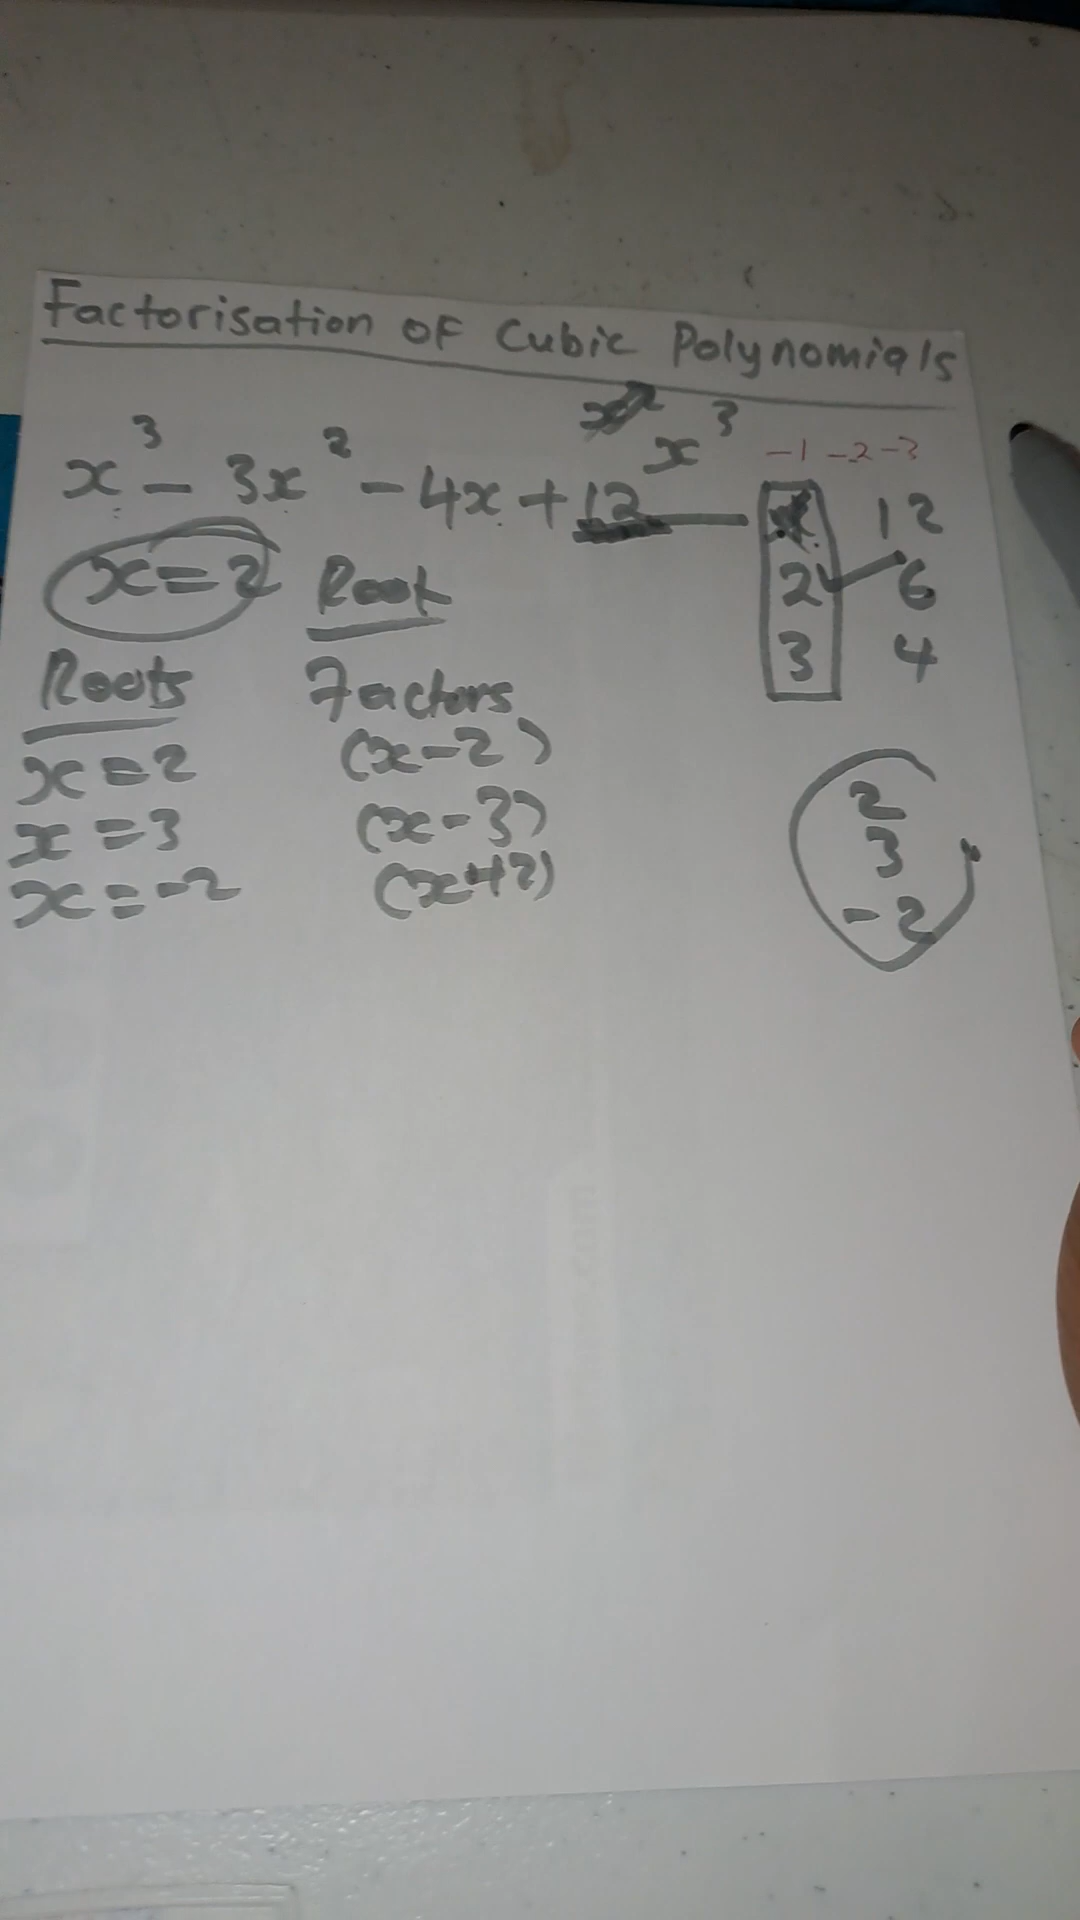 Factorisation of Cubic Polynomials
x³ - 3x² - 4x + 12
x³
-1 -2 -3
12
2 6
3 4
x = 2 Root
Roots Factors
x = 2 (x-2)
x = 3 (x-3)
x = -2 (x+2)
2
3
-2